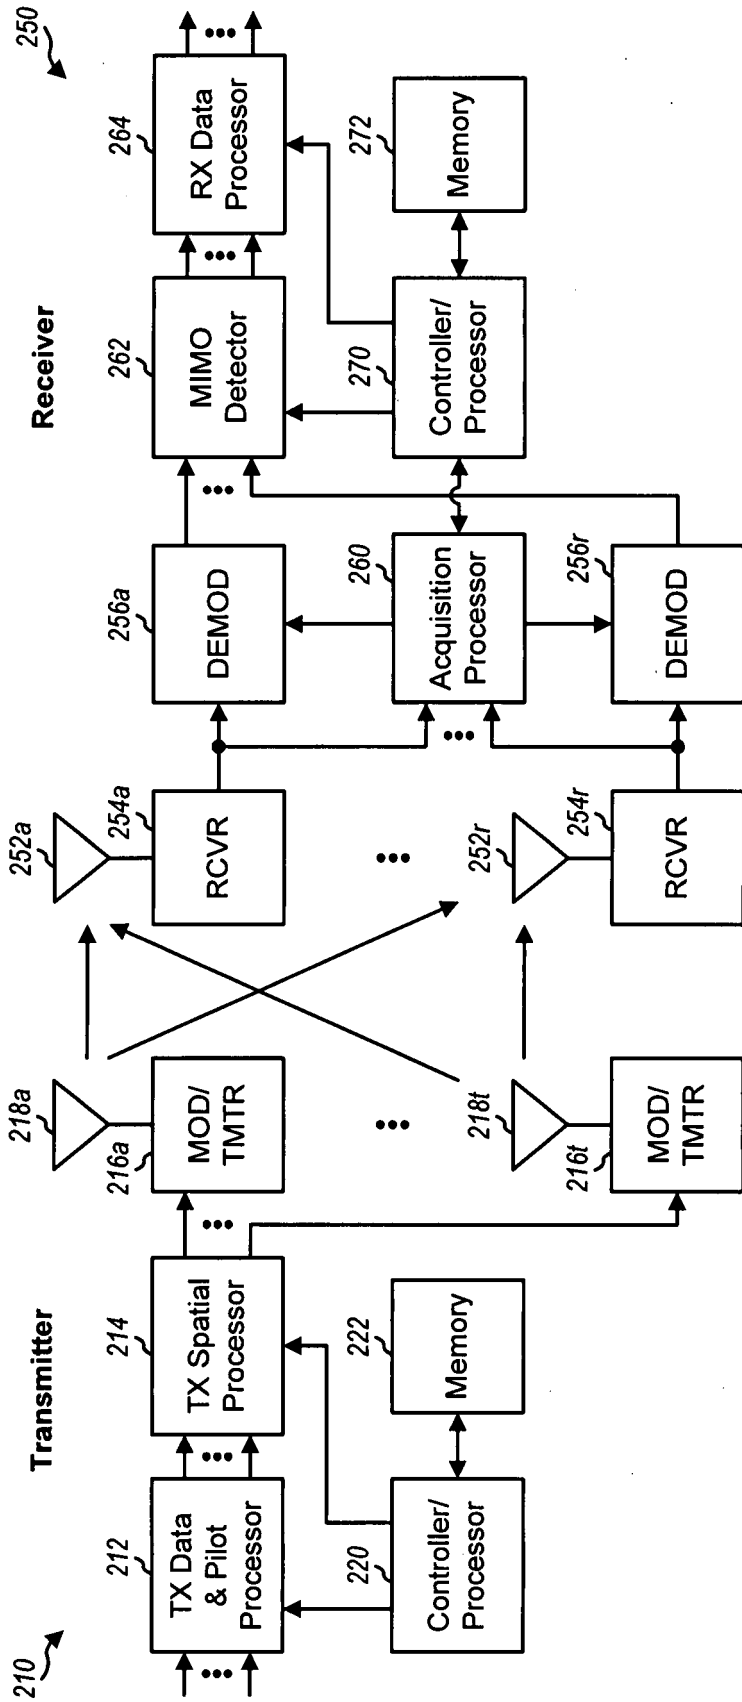 210
Transmitter
212
TX Data
& Pilot
Processor
214
TX Spatial
Processor
220
Controller/
Processor
222
Memory
218a
216a
MOD/
TMTR
218t
216t
MOD/
TMTR
Receiver
250
252a
254a
RCVR
252r
254r
RCVR
256a
DEMOD
260
Acquisition
Processor
256r
DEMOD
262
MIMO
Detector
264
RX Data
Processor
270
Controller/
Processor
272
Memory